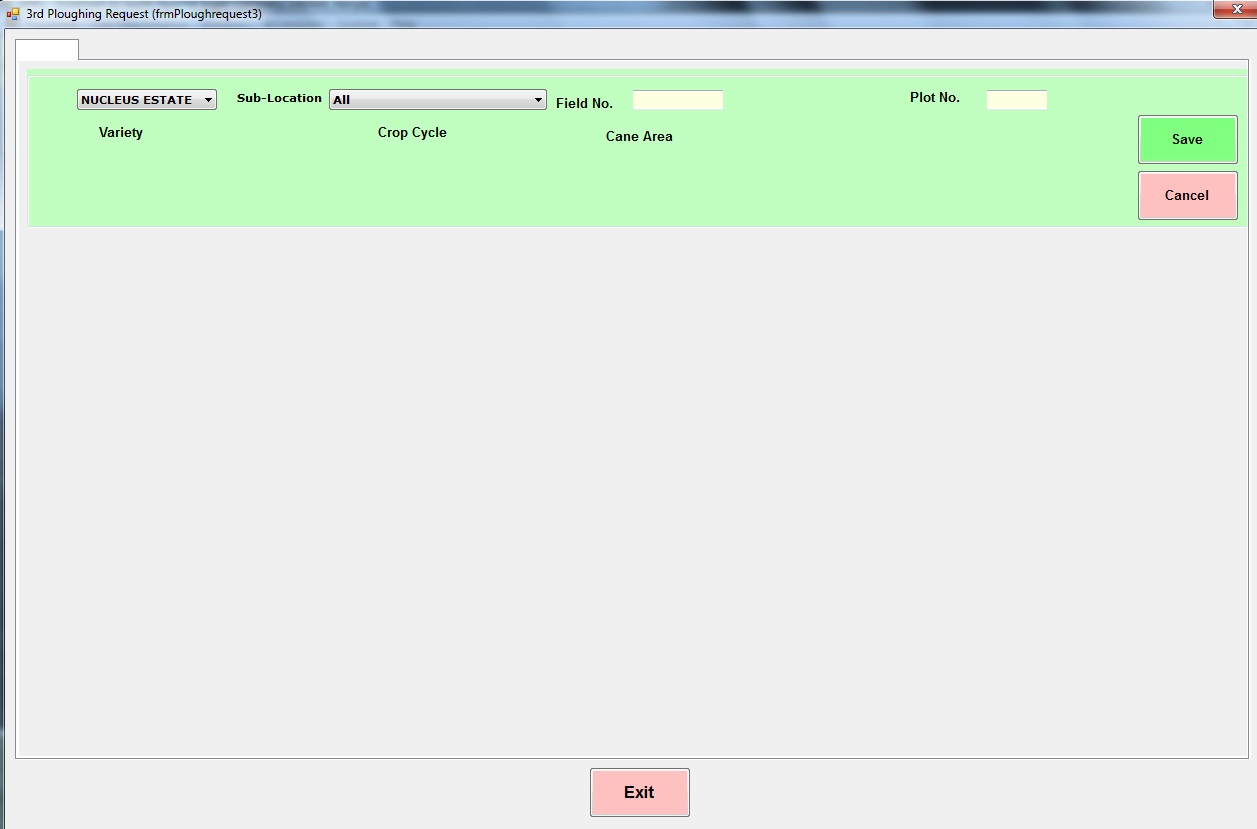 3rd Ploughing Request (frmPloughrequest3)
NUCLEUS ESTATE Sub-Location All Field No. Plot No.
Variety Crop Cycle Cane Area
Save
Cancel
Exit